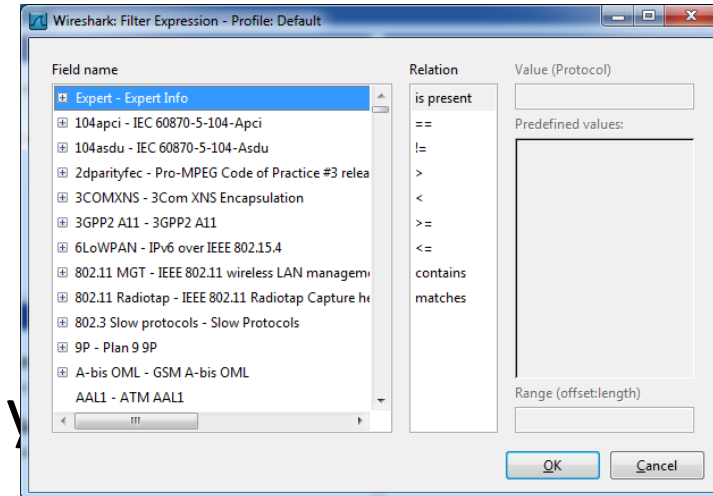 Wireshark: Filter Expression - Profile: Default
Field name
Relation
Value (Protocol)
Expert - Expert Info
104apci - IEC 60870-5-104-Apci
104asdu - IEC 60870-5-104-Asdu
2dparityfec - Pro-MPEG Code of Practice #3 relea
3COMXNS - 3Com XNS Encapsulation
3GPP2 A11 - 3GPP2 A11
6LoWPAN - IPv6 over IEEE 802.15.4
802.11 MGT - IEEE 802.11 wireless LAN managem
802.11 Radiotap - IEEE 802.11 Radiotap Capture he
802.3 Slow protocols - Slow Protocols
9P - Plan 9 9P
A-bis OML - GSM A-bis OML
AAL1 - ATM AAL1
is present
==
!=
>
<
>=
<=
contains
matches
Predefined values:
Range (offset:length)
OK
Cancel